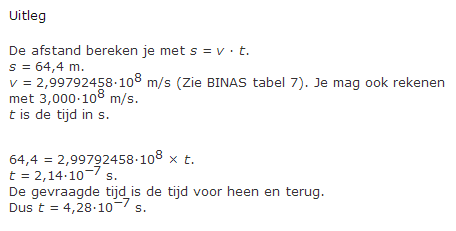 Uitleg
De afstand bereken je met s = v · t.
s = 64,4 m.
v = 2,99792458·10⁸ m/s (Zie BINAS tabel 7). Je mag ook rekenen
met 3,000·10⁸ m/s.
t is de tijd in s.
64,4 = 2,99792458·10⁸ × t.
t = 2,14·10⁻⁷ s.
De gevraagde tijd is de tijd voor heen en terug.
Dus t = 4,28·10⁻⁷ s.